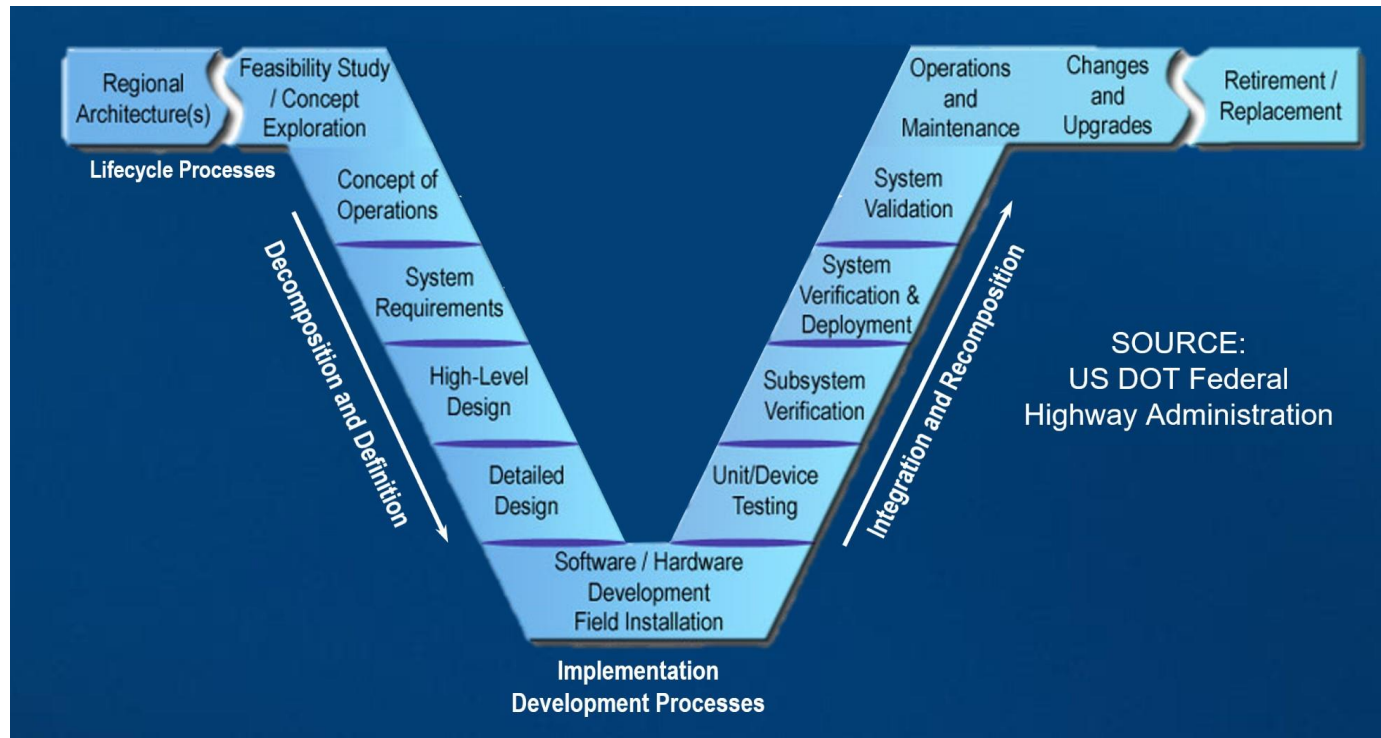 Regional
Architecture(s)
Feasibility Study
/ Concept
Exploration
Lifecycle Processes
Concept of
Operations
System
Requirements
High-Level
Design
Detailed
Design
Decomposition and Definition
Software / Hardware
Development
Field Installation
Implementation
Development Processes
Unit/Device
Testing
Subsystem
Verification
System
Verification &
Deployment
System
Validation
Integration and Recomposition
Operations
and
Maintenance
Changes
and
Upgrades
Retirement /
Replacement
SOURCE:
US DOT Federal
Highway Administration